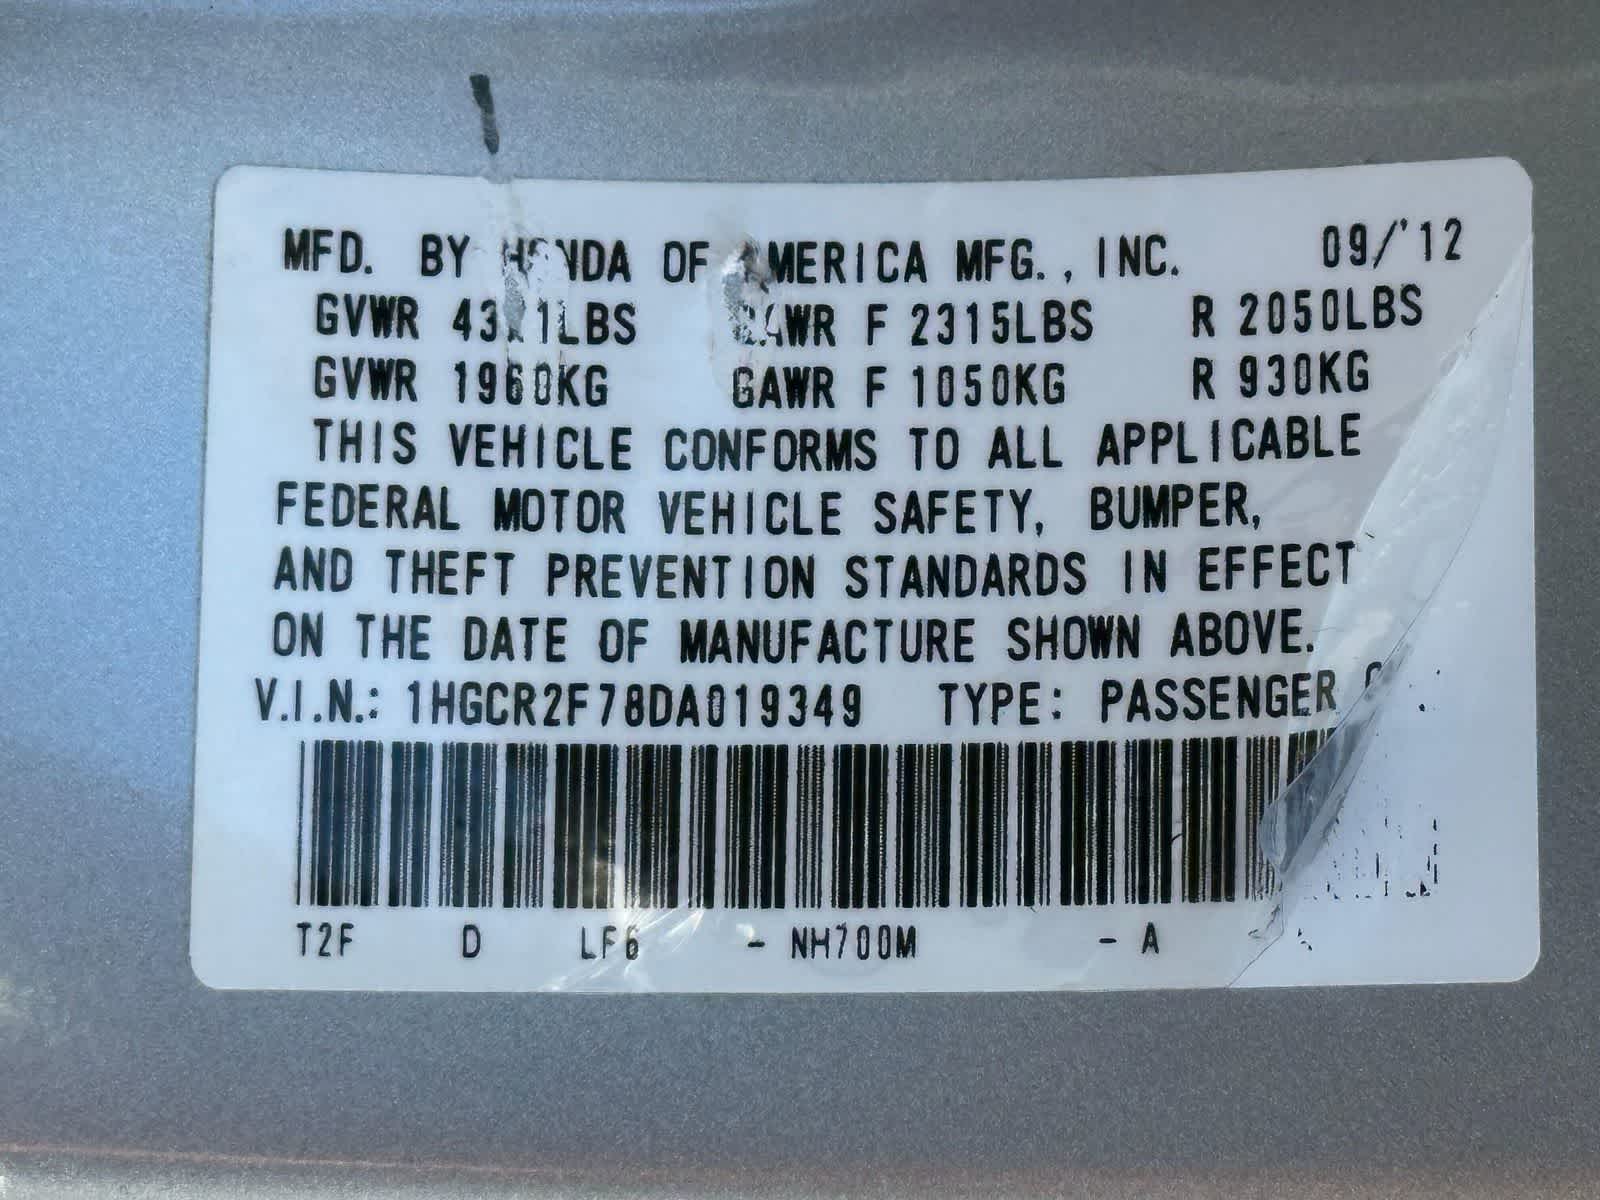 MFD. BY HONDA OF AMERICA MFG., INC. 09/'12
GVWR GAWR F 2315LBS R 2050LBS
GVWR 1960KG GAWR F 1050KG R 930KG
THIS VEHICLE CONFORMS TO ALL APPLICABLE
FEDERAL MOTOR VEHICLE SAFETY, BUMPER,
AND THEFT PREVENTION STANDARDS IN EFFECT
ON THE DATE OF MANUFACTURE SHOWN ABOVE.
V.I.N.: 1HGCR2F78DA019349 TYPE: PASSENGER
T2F D LF6 - NH700M - A